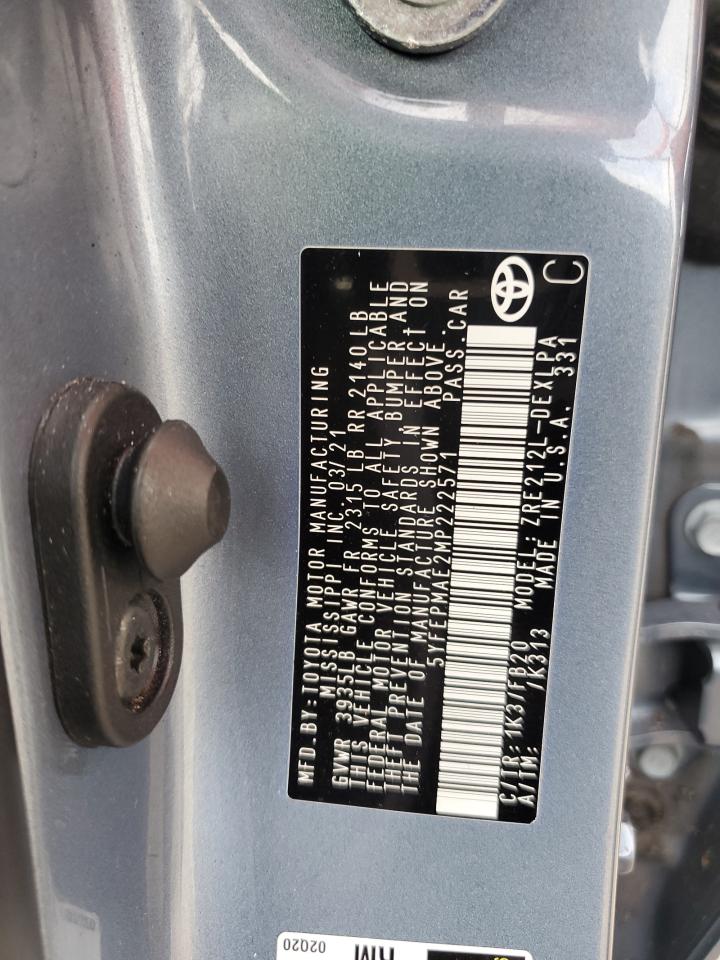 MFD.BY:TOYOTA MOTOR MANUFACTURING
MISSISSIPPI INC. 03/21
GVWR 3935LB GAWR FR 2315 LB RR 2140 LB
THIS VEHICLE CONFORMS TO ALL APPLICABLE
FEDERAL MOTOR VEHICLE SAFETY, BUMPER, AND
THEFT PREVENTION STANDARDS IN EFFECT ON
THE DATE OF MANUFACTURE SHOWN ABOVE.
5YFEPMAE2MP222571 PASS.CAR
C/TR: 1K3/FB20 MODEL: ZRE212L-DEXLPA
A/TM: /K313 MADE IN U.S.A. 331
C
02020
RM